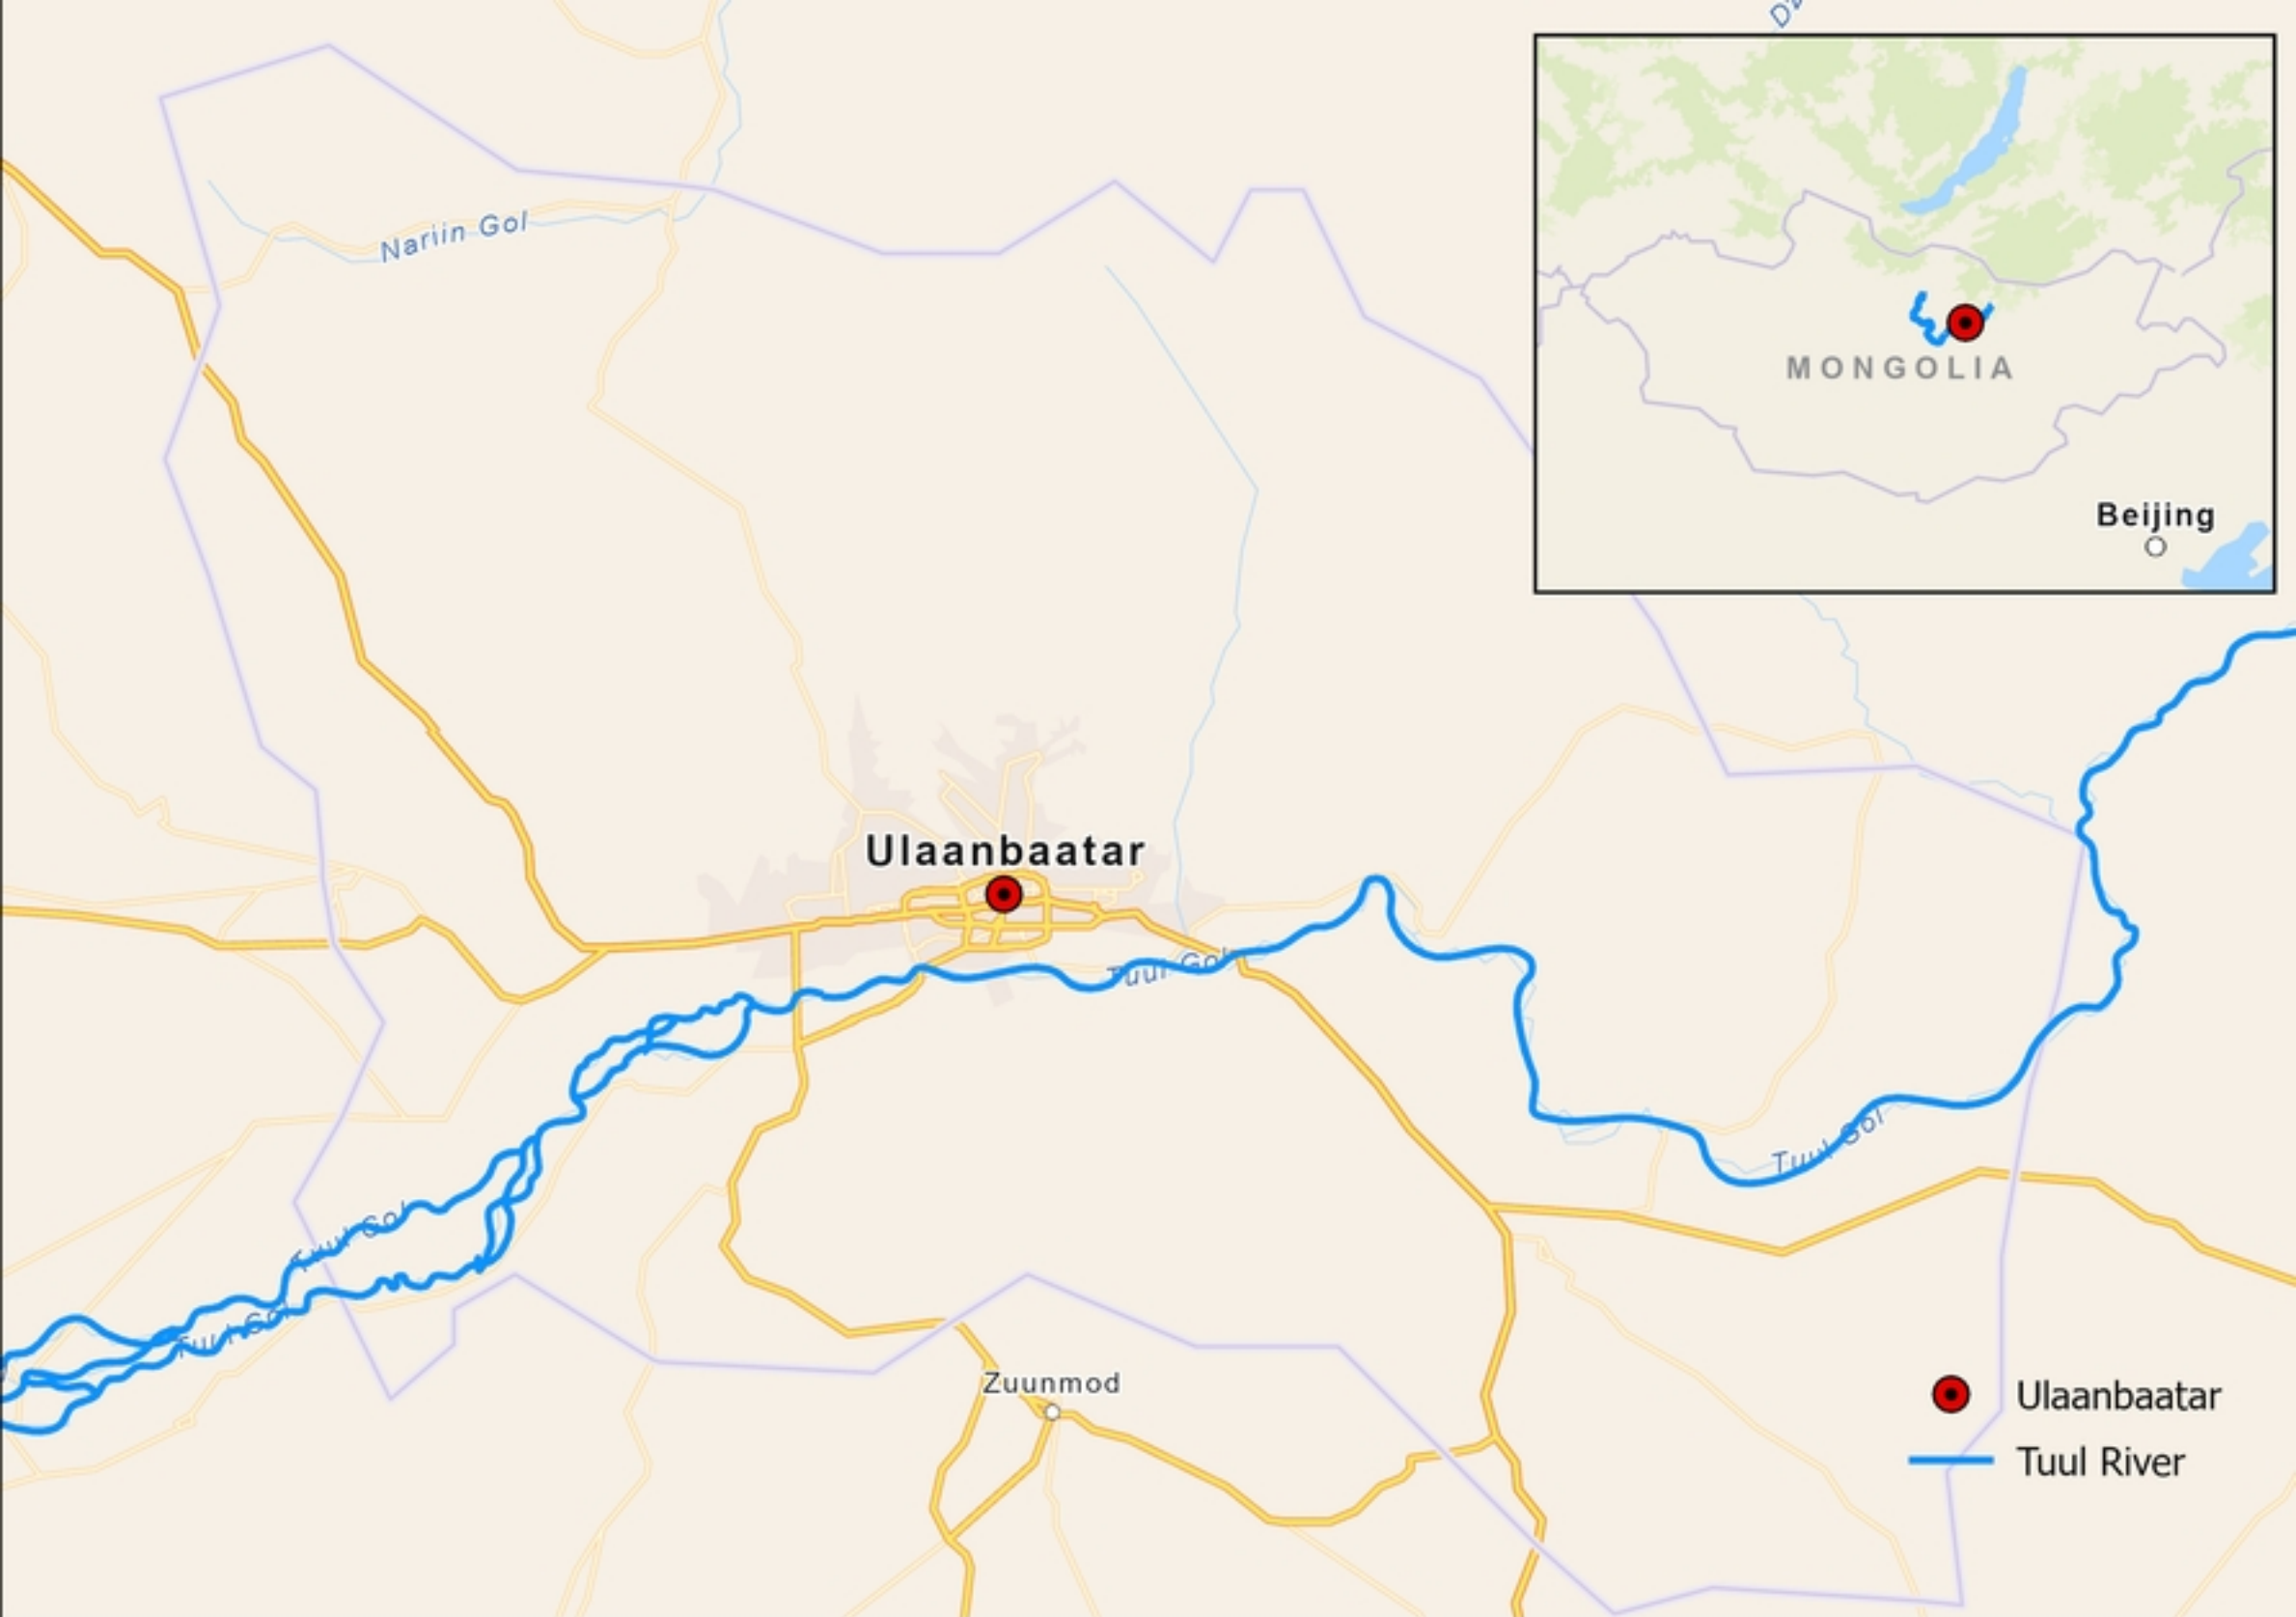 Nariin Gol
MONGOLIA
Beijing
Ulaanbaatar
Tuul Gol
Tuul Gol
Tuul Gol
Tuul Gol
Zuunmod
Ulaanbaatar
Tuul River